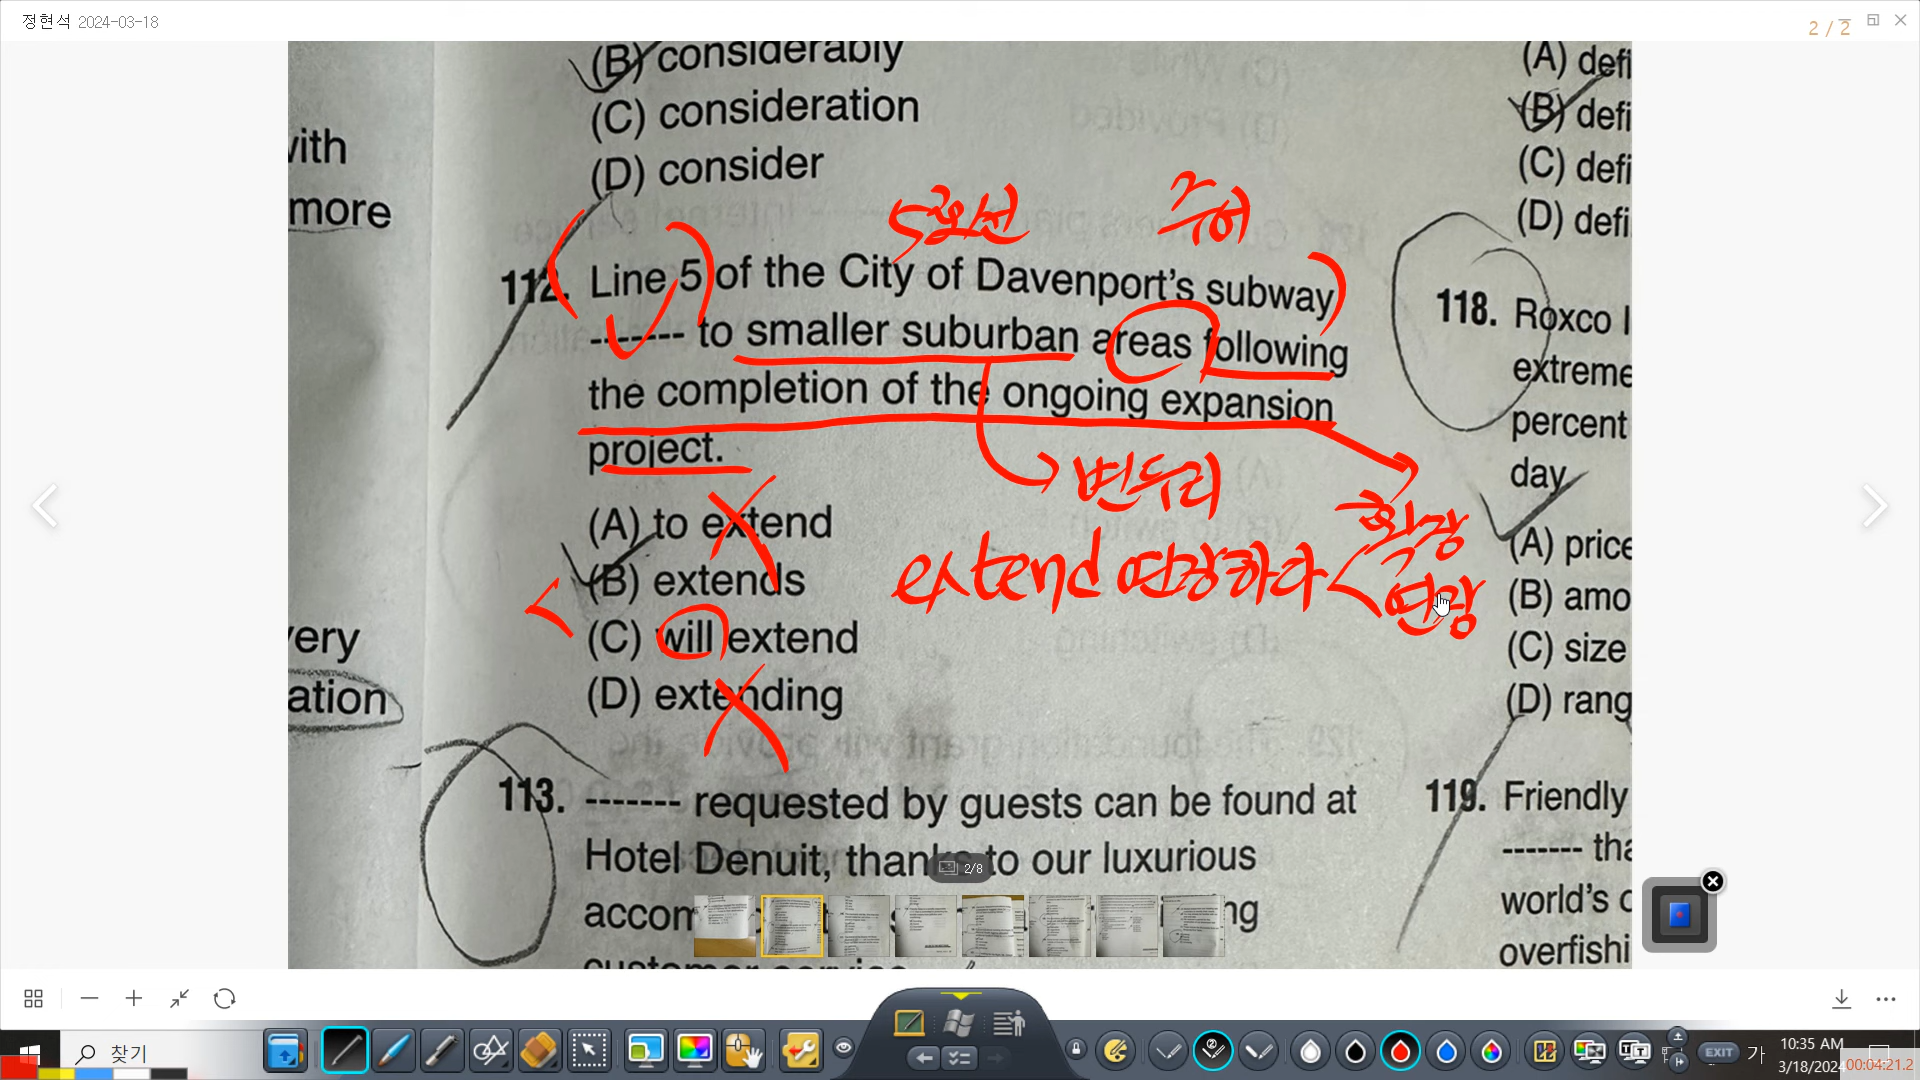 정현석 2024-03-18
2 / 2
(B) considerably
(C) consideration
(D) consider
with
more
ery
ation
5호선
주어
112. Line 5 of the City of Davenport's subway
------- to smaller suburban areas following
the completion of the ongoing expansion
project.
변두리
확장
(A) to extend
(B) extends
(C) will extend
(D) extending
extend 연장하다
연장
113. ------- requested by guests can be found at
Hotel Denuit, thanks to our luxurious
accom
ng
customer service
(A) defi
(B) defi
(C) defi
(D) defi
118. Roxco I
extreme
percent
day
(A) price
(B) amo
(C) size
(D) rang
119. Friendly
------- tha
world's o
overfishi
2/8
찾기
EXIT
가
10:35 AM
3/18/2024
00:04:21.2